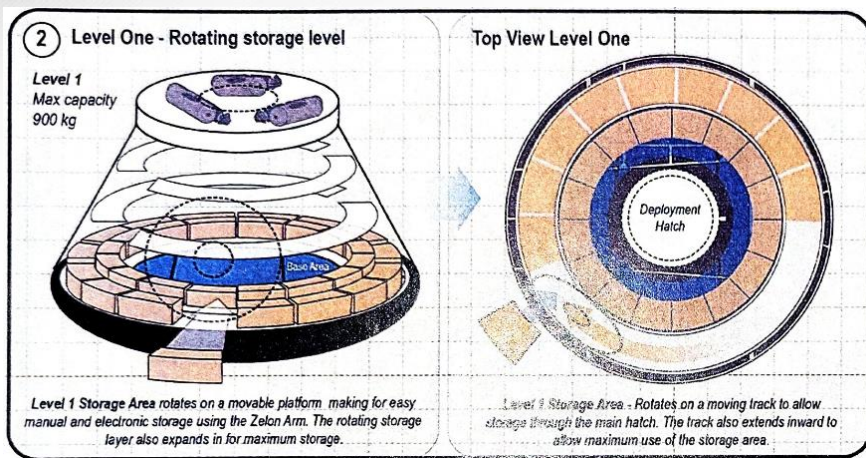 2 Level One - Rotating storage level
Level 1
Max capacity
900 kg
Base Area
Level 1 Storage Area rotates on a movable platform making for easy
manual and electronic storage using the Zelon Arm. The rotating storage
layer also expands in for maximum storage.
Top View Level One
Deployment
Hatch
Level 1 Storage Area - Rotates on a moving track to allow
storage through the main hatch. The track also extends inward to
allow maximum use of the storage area.